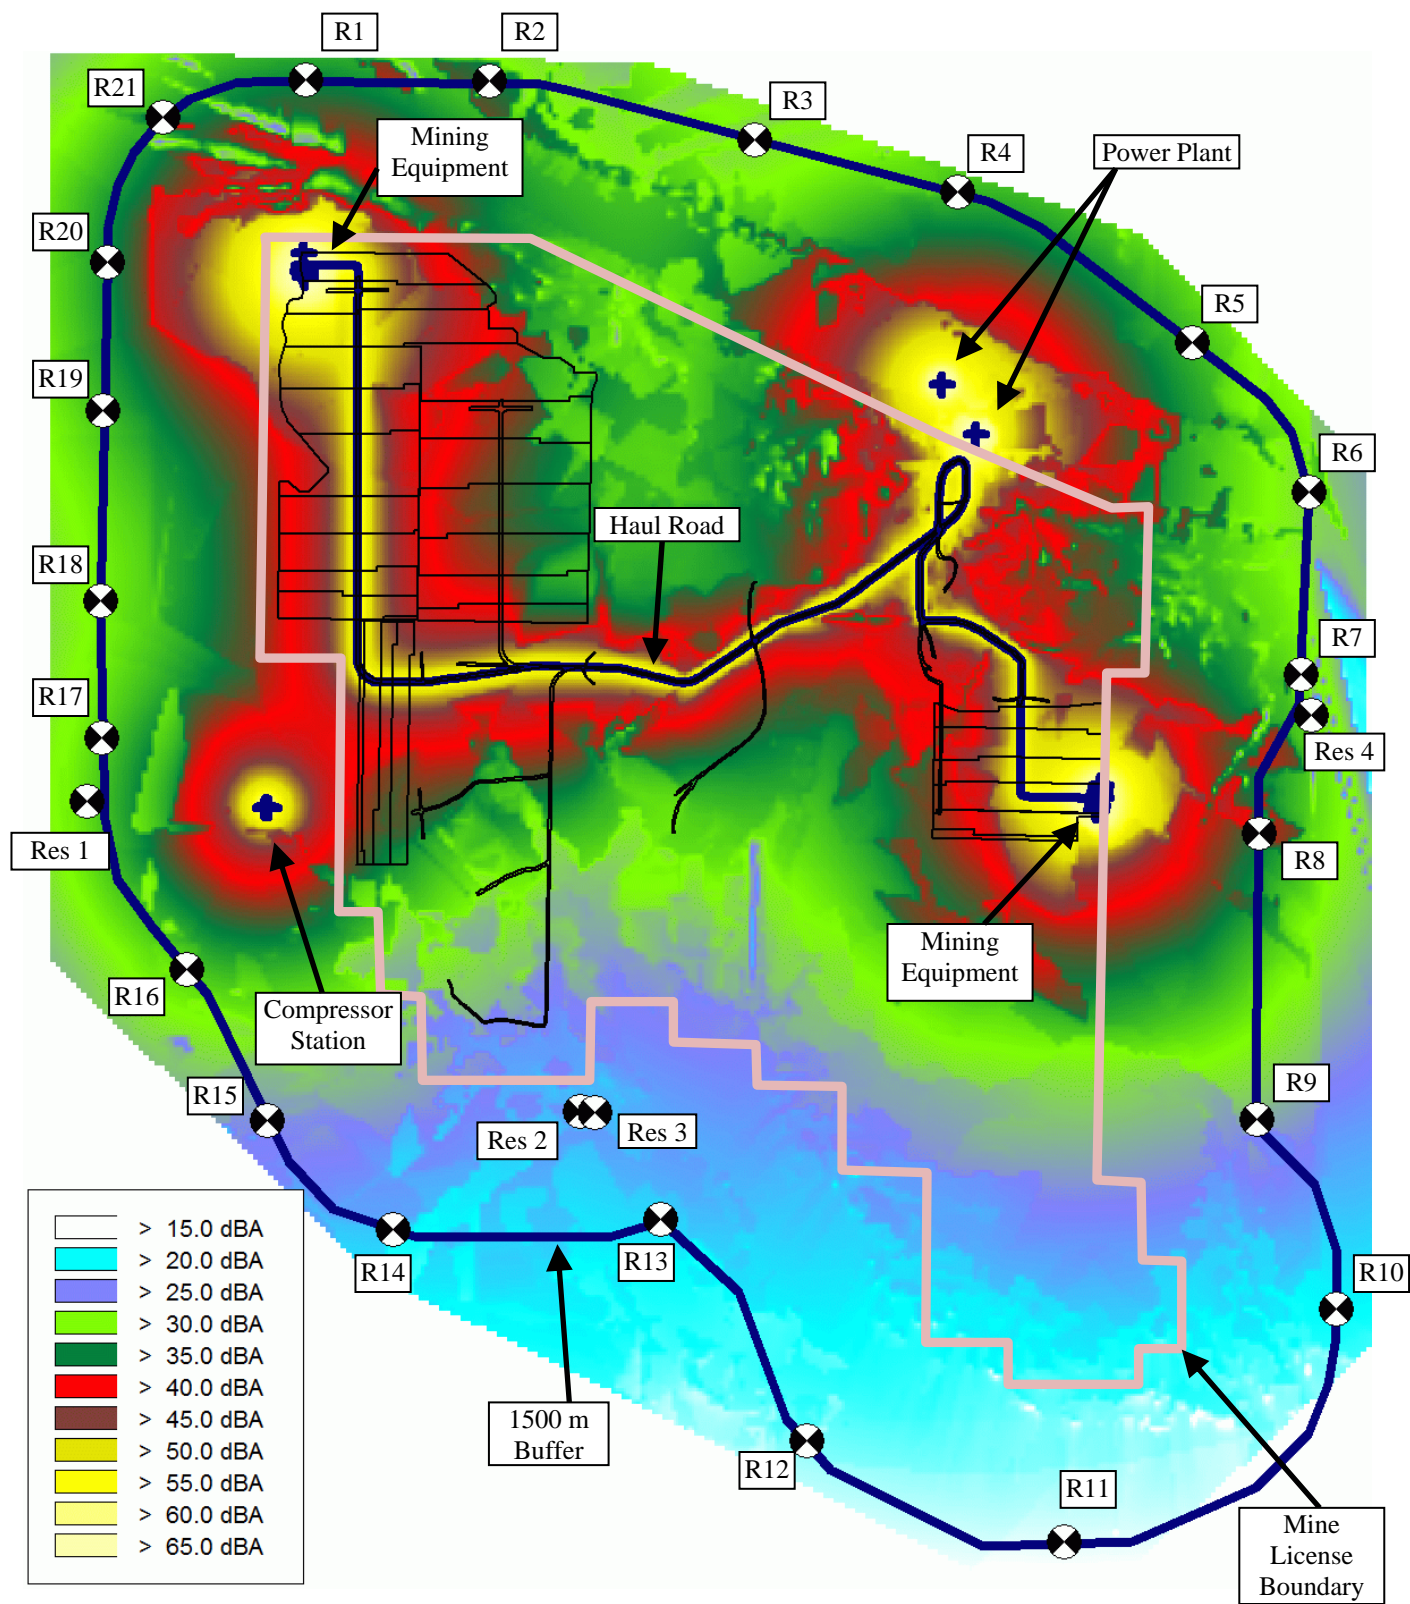 R1
R2
R21
R3
Mining
Equipment
R4
Power Plant
R20
R5
R19
R6
Haul Road
R18
R7
R17
Res 4
Res 1
R8
Mining
Equipment
R16
Compressor
Station
R15
R9
Res 2
Res 3
R14
R13
R10
> 15.0 dBA
> 20.0 dBA
> 25.0 dBA
> 30.0 dBA
> 35.0 dBA
> 40.0 dBA
> 45.0 dBA
> 50.0 dBA
> 55.0 dBA
> 60.0 dBA
> 65.0 dBA
1500 m
Buffer
R12
R11
Mine
License
Boundary